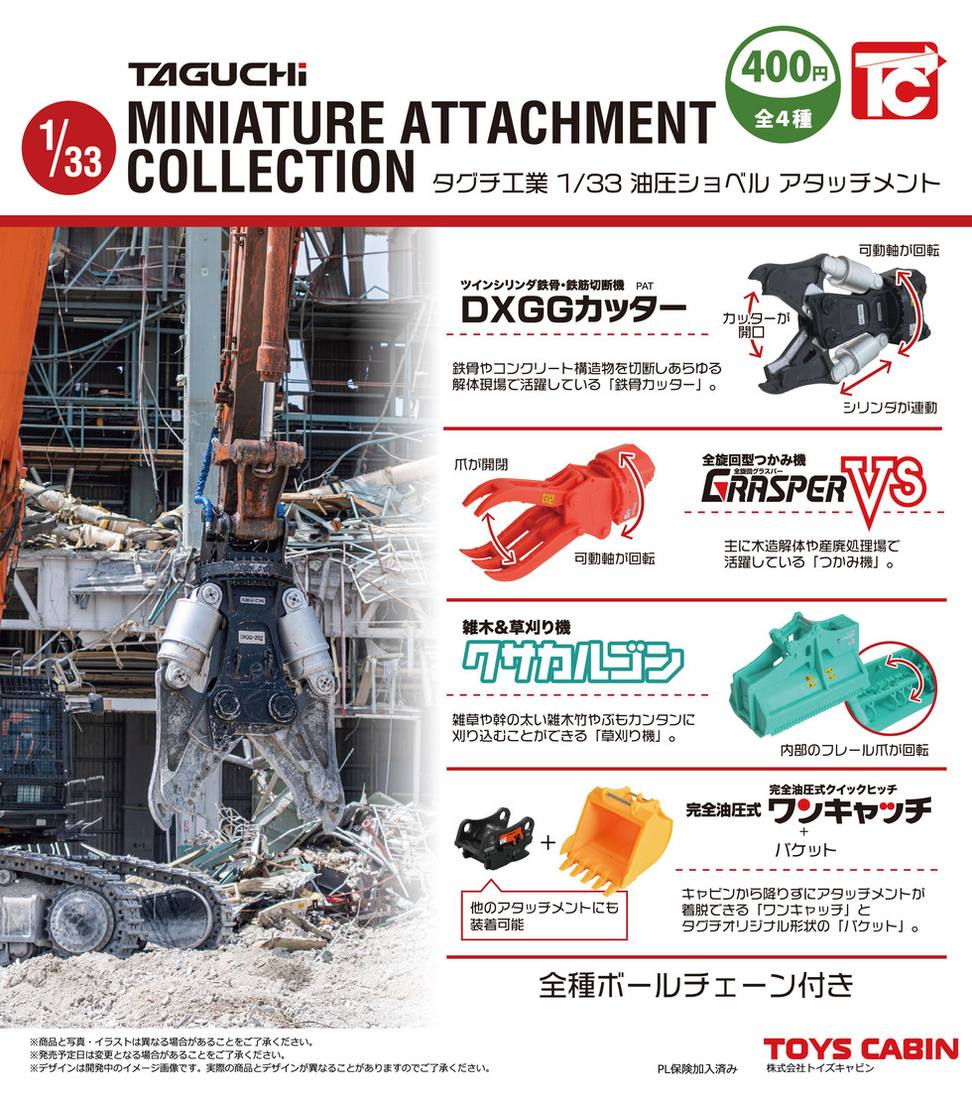 TAGUCHi
1/33
MINIATURE ATTACHMENT
COLLECTION
タグチ工業 1/33 油圧ショベル アタッチメント
400円
全4種
TC
ツインシリンダ鉄骨・鉄筋切断機 PAT
DXGGカッター
鉄骨やコンクリート構造物を切断しあらゆる
解体現場で活躍している「鉄骨カッター」。
可動軸が回転
カッターが
開口
シリンダが連動
爪が開閉
可動軸が回転
全旋回型つかみ機
全旋回グラスパー
GRASPER VS
主に木造解体や産廃処理場で
活躍している「つかみ機」。
雑木&草刈り機
クサカルゴン
雑草や幹の太い雑木竹やぶもカンタンに
刈り込むことができる「草刈り機」。
内部のフレール爪が回転
完全油圧式クイックヒッチ
完全油圧式 ワンキャッチ
+
バケット
+
他のアタッチメントにも
装着可能
キャビンから降りずにアタッチメントが
着脱できる「ワンキャッチ」と
タグチオリジナル形状の「バケット」。
全種ボールチェーン付き
TAGUCHI
DXGG-202
※商品と写真・イラストは異なる場合があることをご了承ください。
※発売予定日は変更となる場合があることをご了承ください。
※デザインは開発中のイメージ画像です。実際の商品とデザインが異なることがありますのでご了承ください。
PL保険加入済み
TOYS CABIN
株式会社トイズキャビン